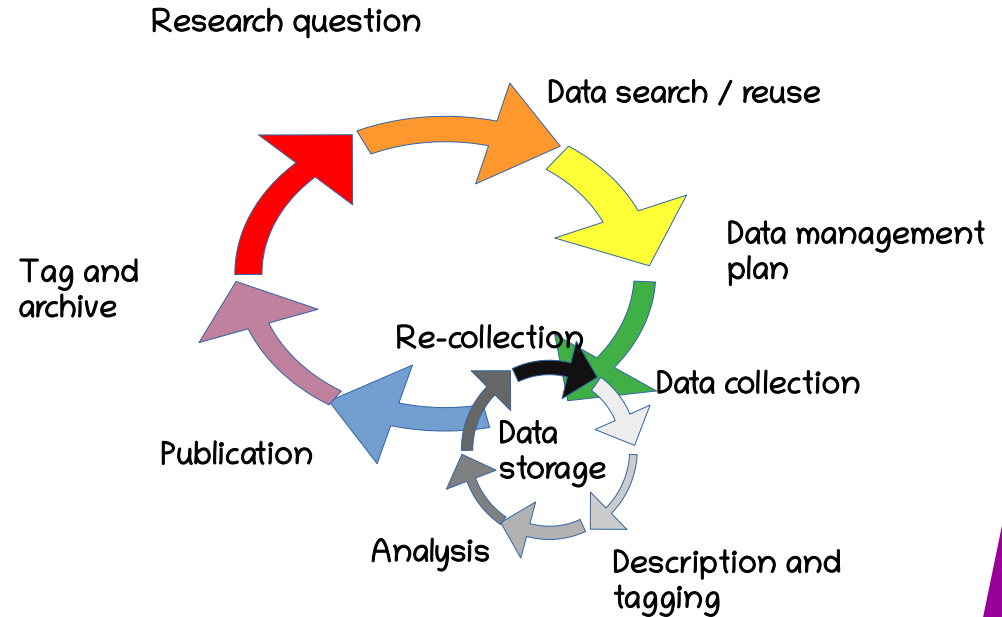 Research question
Data search / reuse
Data management
plan
Tag and
archive
Re-collection
Data collection
Data
storage
Publication
Analysis
Description and
tagging